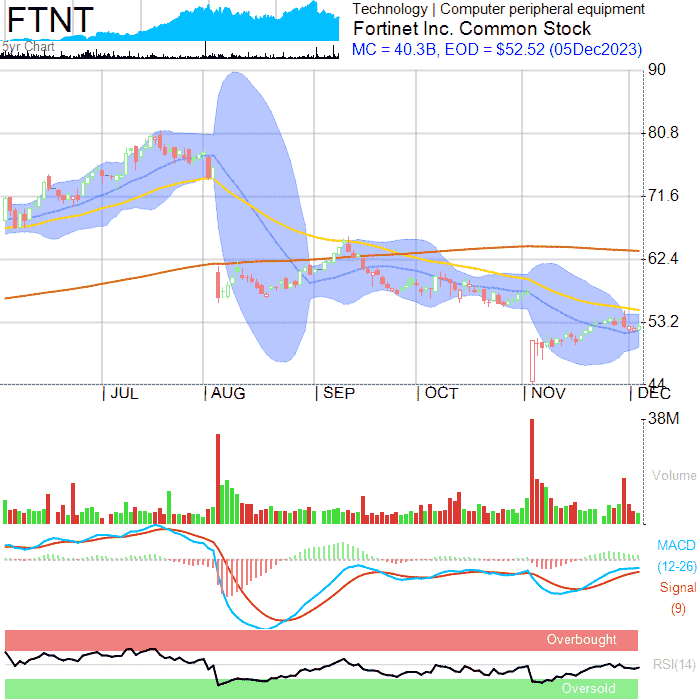 FTNT
5yr Chart
Technology | Computer peripheral equipment
Fortinet Inc. Common Stock
MC = 40.3B, EOD = $52.52 (05Dec2023)
90
80.8
71.6
62.4
53.2
44
JUL AUG SEP OCT NOV DEC
38M
Volume
MACD
(12-26)
Signal
(9)
Overbought
RSI(14)
Oversold